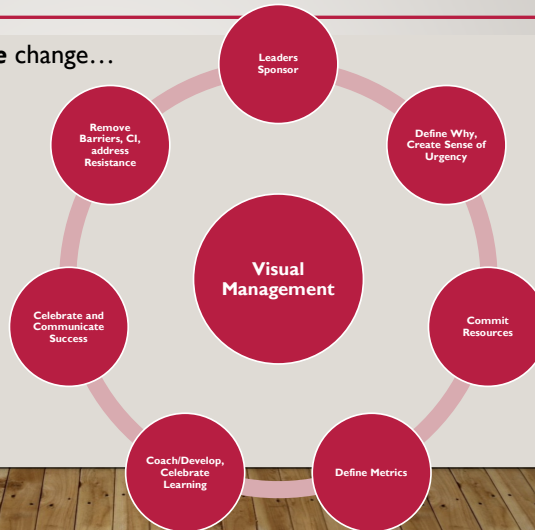 e change…
Leaders
Sponsor
Define Why,
Create Sense of
Urgency
Commit
Resources
Define Metrics
Coach/Develop,
Celebrate
Learning
Celebrate and
Communicate
Success
Remove
Barriers, CI,
address
Resistance
Visual
Management